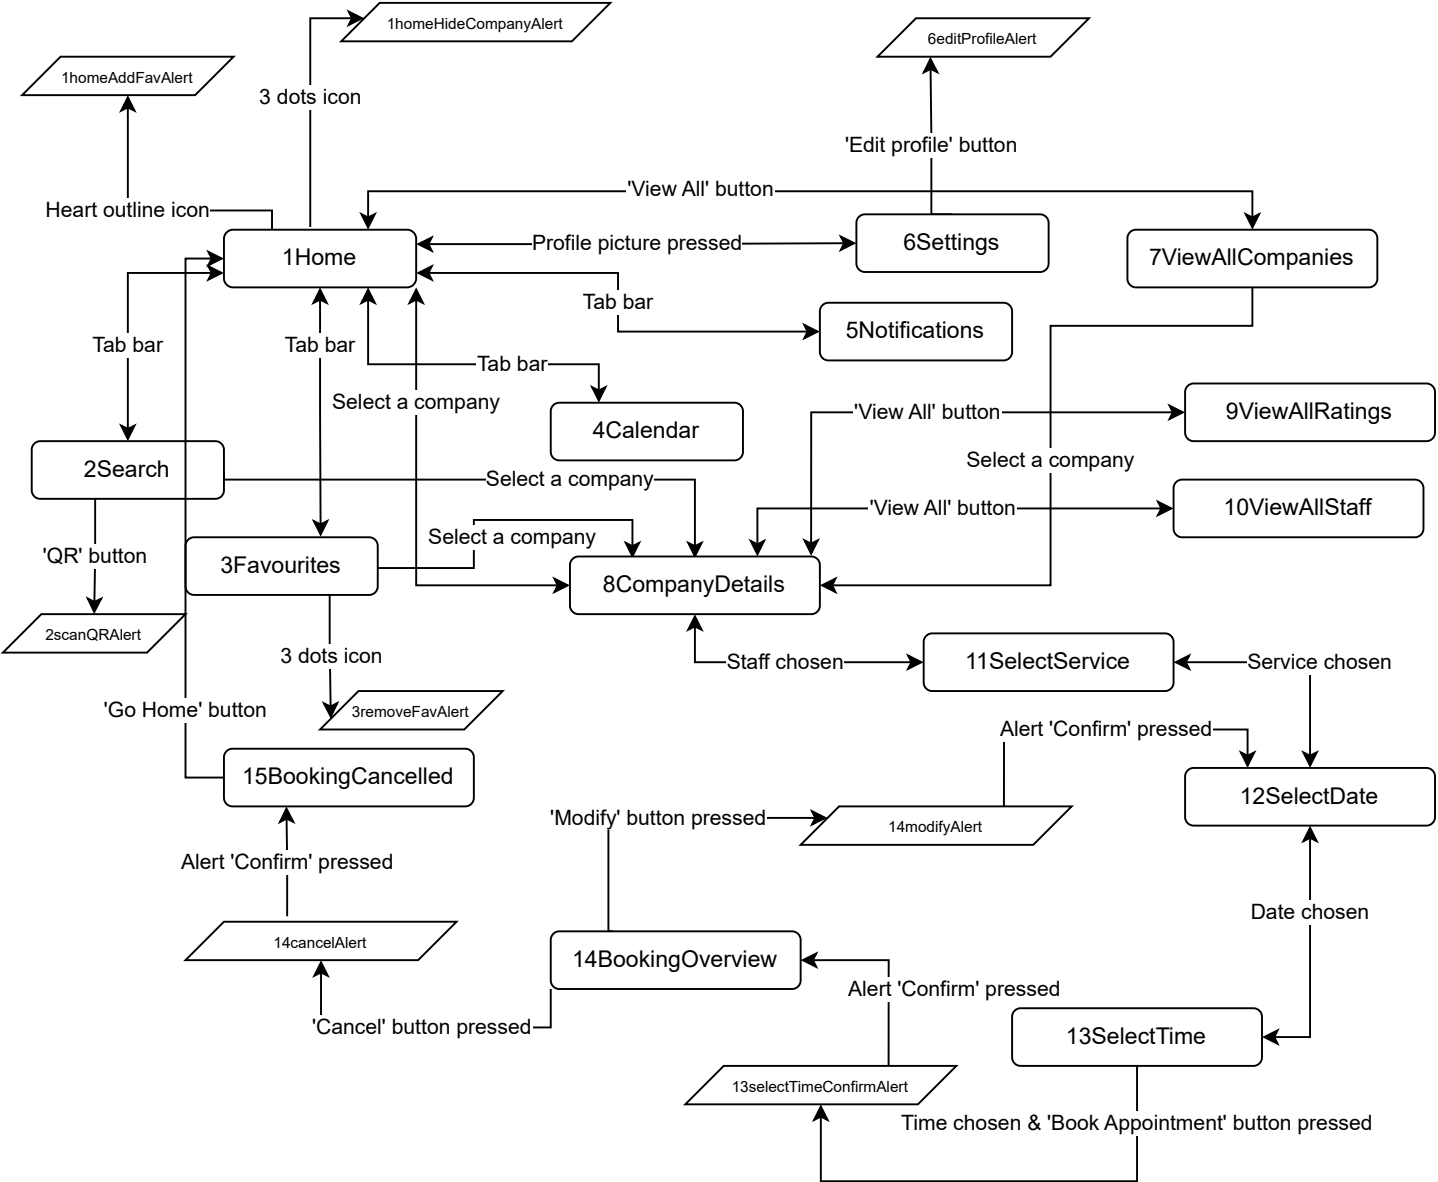 1homeHideCompanyAlert
6editProfileAlert
1homeAddFavAlert
3 dots icon
'Edit profile' button
'View All' button
Heart outline icon
1Home
Profile picture pressed
6Settings
7ViewAllCompanies
Tab bar
5Notifications
Tab bar
Tab bar
Tab bar
Select a company
4Calendar
'View All' button
9ViewAllRatings
2Search
Select a company
Select a company
'View All' button
10ViewAllStaff
'QR' button
3Favourites
Select a company
8CompanyDetails
2scanQRAlert
3 dots icon
Staff chosen
11SelectService
Service chosen
'Go Home' button
3removeFavAlert
Alert 'Confirm' pressed
15BookingCancelled
12SelectDate
'Modify' button pressed
14modifyAlert
Alert 'Confirm' pressed
Date chosen
14cancelAlert
14BookingOverview
Alert 'Confirm' pressed
'Cancel' button pressed
13SelectTime
13selectTimeConfirmAlert
Time chosen & 'Book Appointment' button pressed